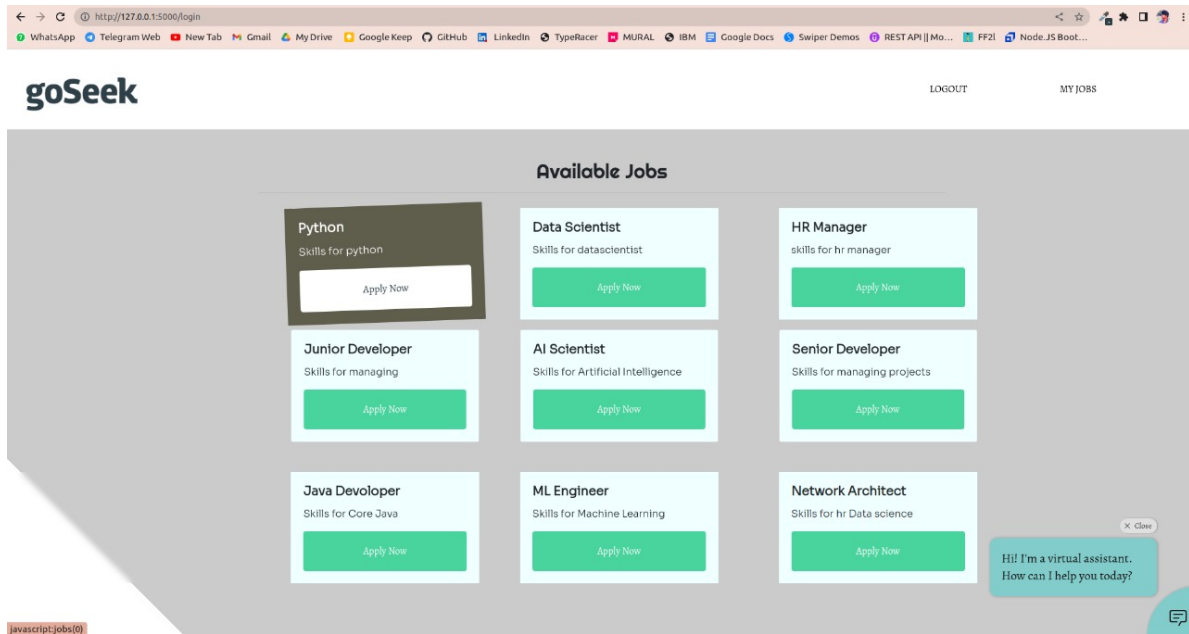 http://127.0.0.1:5000/login
WhatsApp Telegram Web New Tab Gmail My Drive Google Keep GitHub LinkedIn TypeRacer MURAL IBM Google Docs Swiper Demos REST API || Mo... FF2I Node.JS Boot...
goSeek LOGOUT MY JOBS
Available Jobs
Python
Skills for python
Apply Now
Data Scientist
Skills for datascientist
Apply Now
HR Manager
skills for hr manager
Apply Now
Junior Developer
Skills for managing
Apply Now
AI Scientist
Skills for Artificial Intelligence
Apply Now
Senior Developer
Skills for managing projects
Apply Now
Java Devoloper
Skills for Core Java
Apply Now
ML Engineer
Skills for Machine Learning
Apply Now
Network Architect
Skills for hr Data science
Apply Now
× Close
Hi! I'm a virtual assistant.
How can I help you today?
javascript:jobs(0)